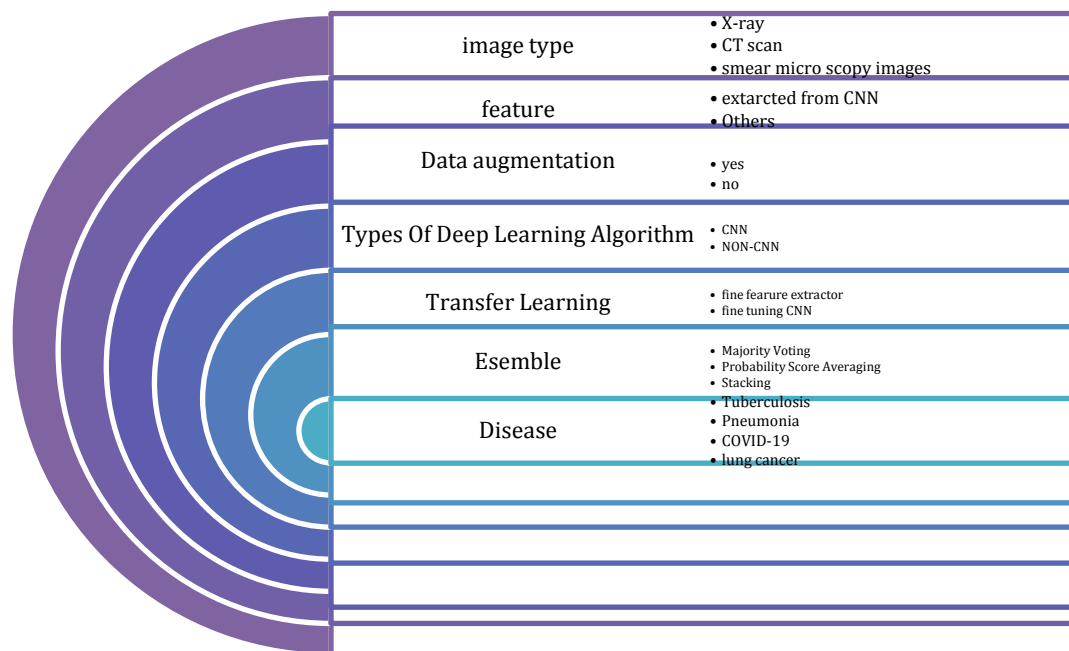 image type
• X-ray
• CT scan
• smear micro scopy images
feature
• extarcted from CNN
• Others
Data augmentation
• yes
• no
Types Of Deep Learning Algorithm
• CNN
• NON-CNN
Transfer Learning
• fine fearure extractor
• fine tuning CNN
Esemble
• Majority Voting
• Probability Score Averaging
• Stacking
Disease
• Tuberculosis
• Pneumonia
• COVID-19
• lung cancer